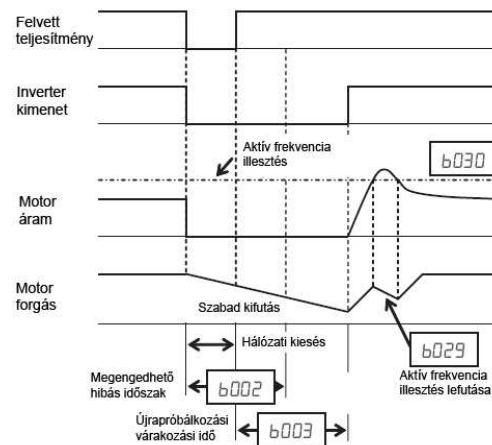 Felvett
teljesítmény
Inverter
kimenet
Aktív frekvencia
illesztés
b030
Motor
áram
Motor
forgás
Szabad kifutás
Hálózati kiesés
b029
Megengedhető
hibás időszak
b002
Aktív frekvencia
illesztés lefutása
Újrapróbálkozási
várakozási idő
b003